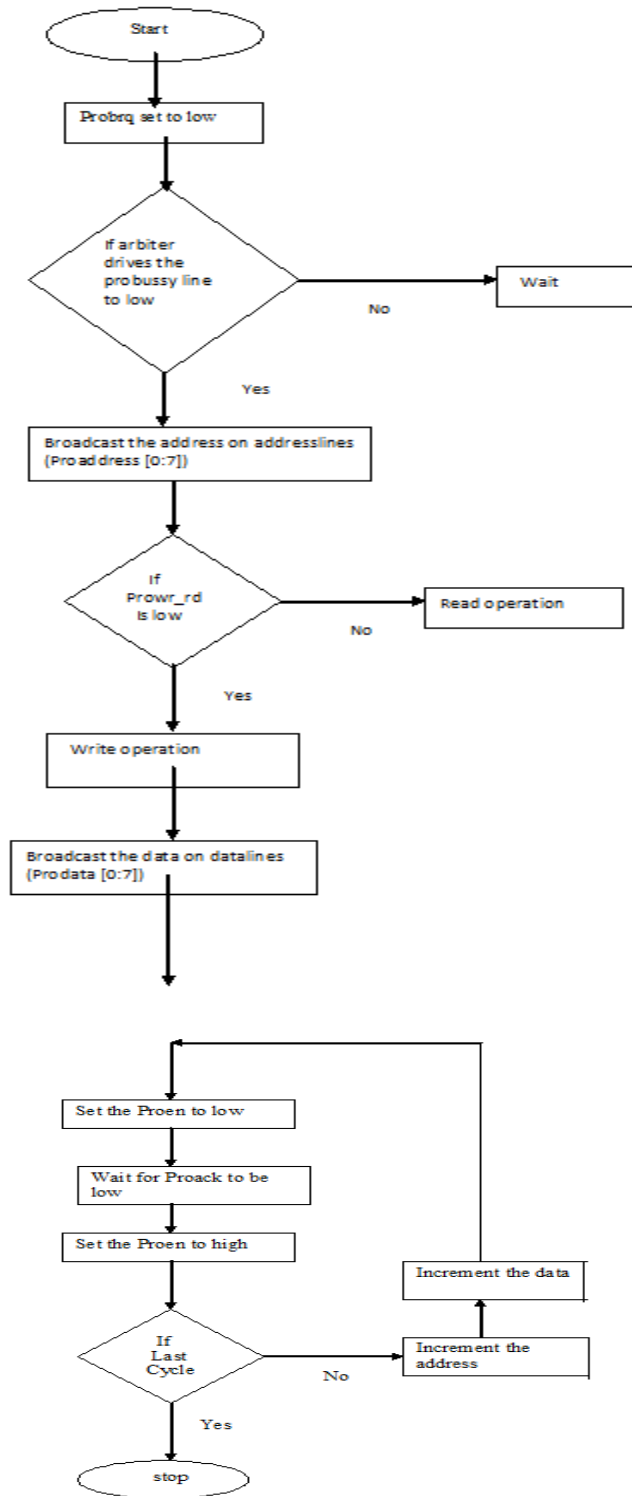 Start
Probrq set to low
If arbiter
drives the
probussy line
to low
No
Wait
Yes
Broadcast the address on addresslines
(Proaddress [0:7])
If
Prowr_rd
Is low
No
Read operation
Yes
Write operation
Broadcast the data on datalines
(Prodata [0:7])
Set the Proen to low
Wait for Proack to be
low
Set the Proen to high
Increment the data
If
Last
Cycle
No
Increment the
address
Yes
stop